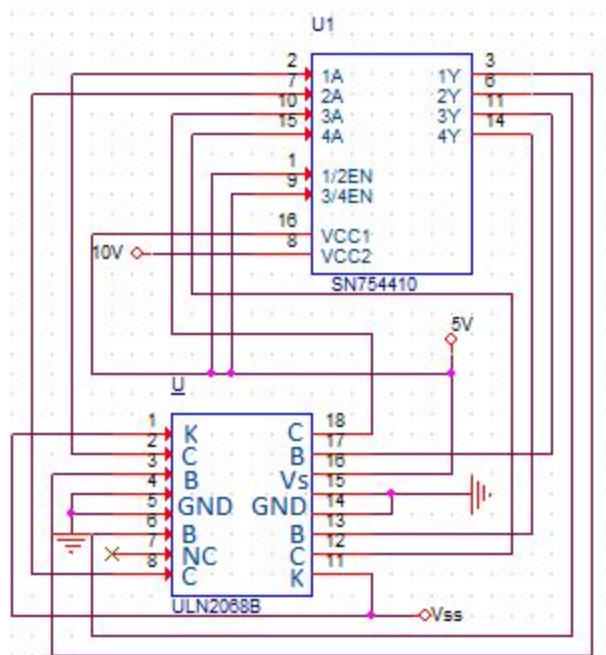 U1
2 1A 1Y 3
7 2A 2Y 6
10 3A 3Y 11
15 4A 4Y 14
1 1/2EN
9 3/4EN
16 VCC1
10V 8 VCC2
SN754410
5V
U
1 K C 18
2 C B 17
3 B Vs 16
4 15
5 GND GND 14
6 B B 13
7 NC C 12
8 C K 11
ULN2068B
Vss